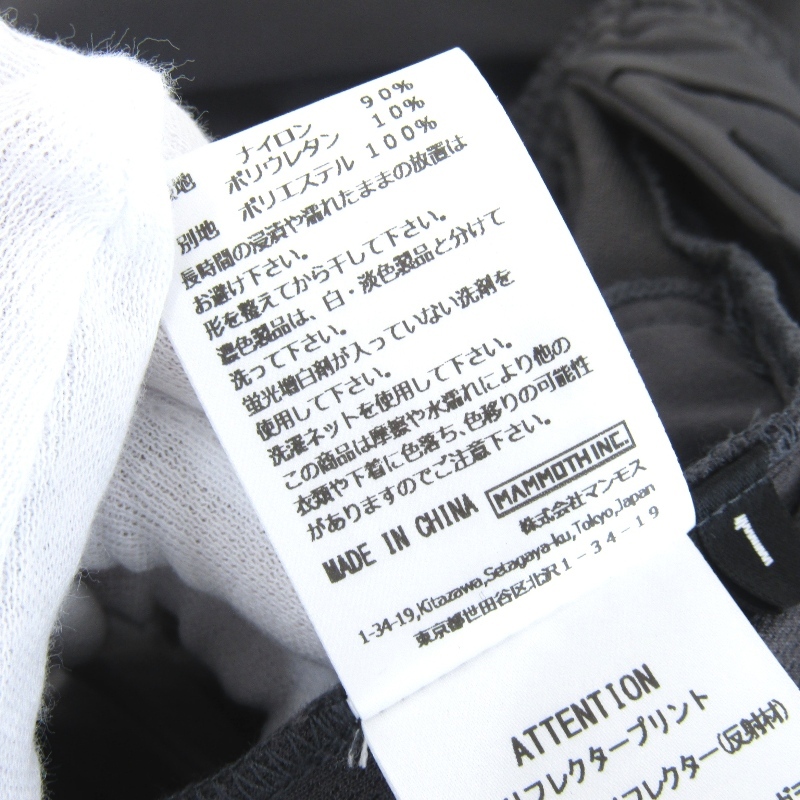 地 ナイロン 90%
ポリウレタン 10%
別地 ポリエステル 100%
長時間の浸漬や濡れたままの放置は
お避け下さい。
形を整えてから干して下さい。
濃色製品は、白・淡色製品と分けて
洗って下さい。
蛍光増白剤が入っていない洗剤を
使用して下さい。
洗濯ネットを使用して下さい。
この商品は摩擦や水濡れにより他の
衣類や下着に色落ち、色移りの可能性
がありますのでご注意下さい。
MADE IN CHINA MAMMOTH INC.
株式会社マンモス
1-34-19,Kitazawa,Setagaya-ku,Tokyo,Japan
東京都世田谷区北沢1-34-19
ATTENTION
リフレクタープリント
リフレクター(反射材)
1